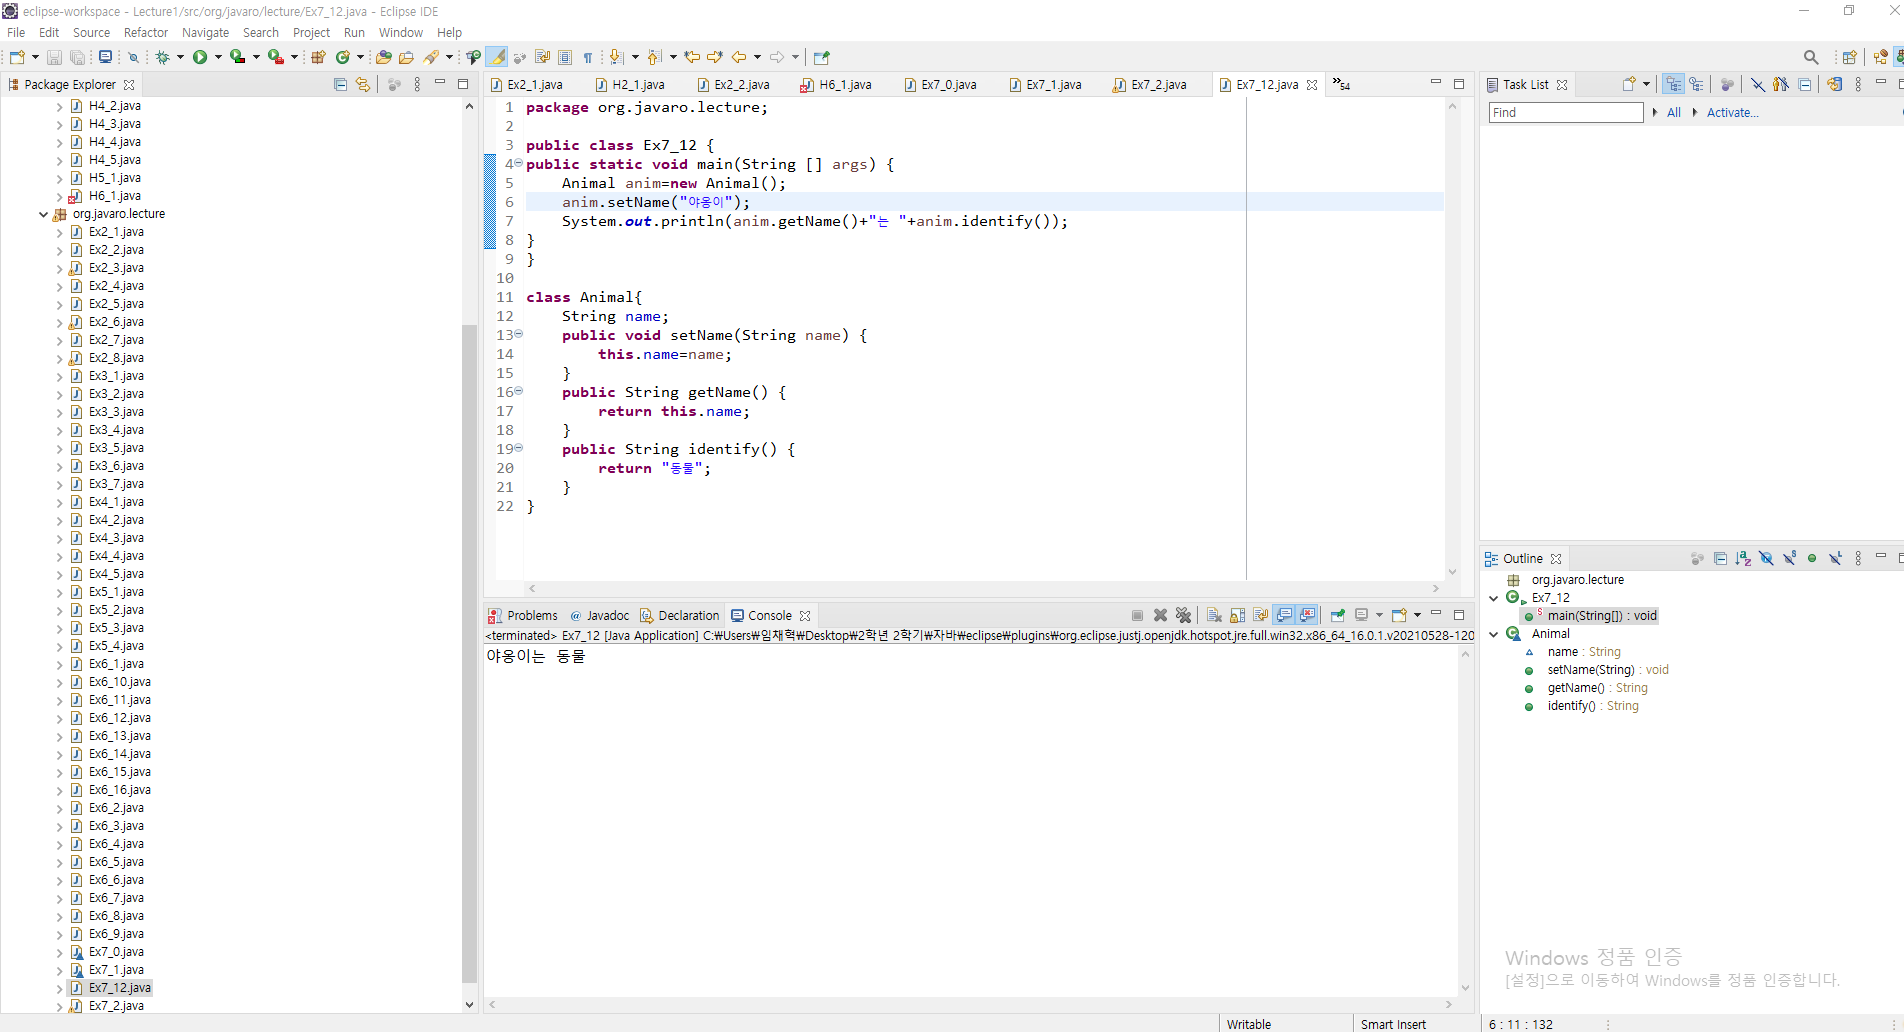 eclipse-workspace - Lecture1/src/org/javaro/lecture/Ex7_12.java - Eclipse IDE
File Edit Source Refactor Navigate Search Project Run Window Help
Package Explorer
H4_2.java
H4_3.java
H4_4.java
H4_5.java
H5_1.java
H6_1.java
org.javaro.lecture
Ex2_1.java
Ex2_2.java
Ex2_3.java
Ex2_4.java
Ex2_5.java
Ex2_6.java
Ex2_7.java
Ex2_8.java
Ex3_1.java
Ex3_2.java
Ex3_3.java
Ex3_4.java
Ex3_5.java
Ex3_6.java
Ex3_7.java
Ex4_1.java
Ex4_2.java
Ex4_3.java
Ex4_4.java
Ex4_5.java
Ex5_1.java
Ex5_2.java
Ex5_3.java
Ex5_4.java
Ex6_1.java
Ex6_10.java
Ex6_11.java
Ex6_12.java
Ex6_13.java
Ex6_14.java
Ex6_15.java
Ex6_16.java
Ex6_2.java
Ex6_3.java
Ex6_4.java
Ex6_5.java
Ex6_6.java
Ex6_7.java
Ex6_8.java
Ex6_9.java
Ex7_0.java
Ex7_1.java
Ex7_12.java
Ex7_2.java
Ex2_1.java H2_1.java Ex2_2.java H6_1.java Ex7_0.java Ex7_1.java Ex7_2.java Ex7_12.java »54
1 package org.javaro.lecture;
2
3 public class Ex7_12 {
4 public static void main(String [] args) {
5 Animal anim=new Animal();
6 anim.setName("야옹이");
7 System.out.println(anim.getName()+"는 "+anim.identify());
8 }
9 }
10
11 class Animal{
12 String name;
13 public void setName(String name) {
14 this.name=name;
15 }
16 public String getName() {
17 return this.name;
18 }
19 public String identify() {
20 return "동물";
21 }
22 }
Problems @ Javadoc Declaration Console
<terminated> Ex7_12 [Java Application] C:₩Users₩임채혁₩Desktop₩2학년 2학기₩자바₩eclipse₩plugins₩org.eclipse.justj.openjdk.hotspot.jre.full.win32.x86_64_16.0.1.v20210528-120
야옹이는 동물
Task List
Find All Activate...
Outline
org.javaro.lecture
Ex7_12
main(String[]) : void
Animal
name : String
setName(String) : void
getName() : String
identify() : String
Windows 정품 인증
[설정]으로 이동하여 Windows를 정품 인증합니다.
Writable Smart Insert 6 : 11 : 132